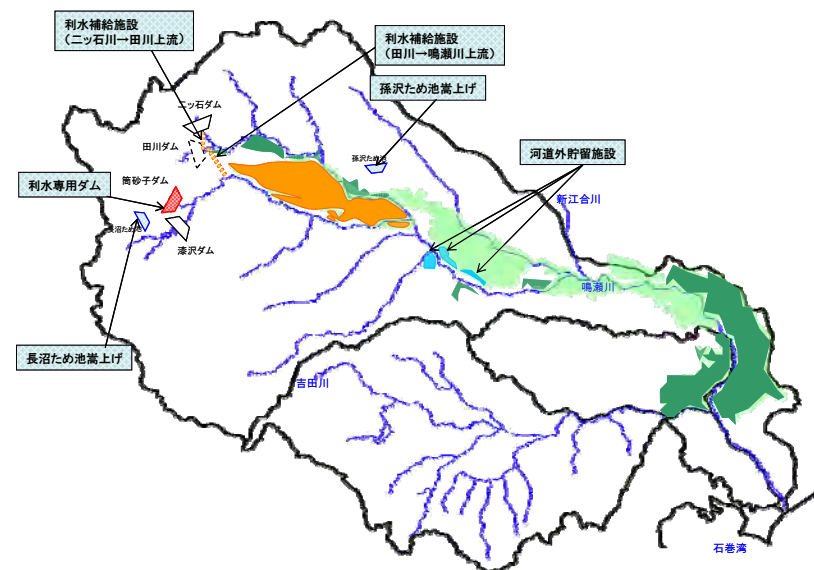 利水補給施設
（二ッ石川→田川上流）
利水補給施設
（田川→鳴瀬川上流）
孫沢ため池嵩上げ
二ッ石ダム
田川ダム
孫沢ため池
河道外貯留施設
筒砂子ダム
利水専用ダム
新江合川
長沼ため池
漆沢ダム
鳴瀬川
長沼ため池嵩上げ
吉田川
石巻湾